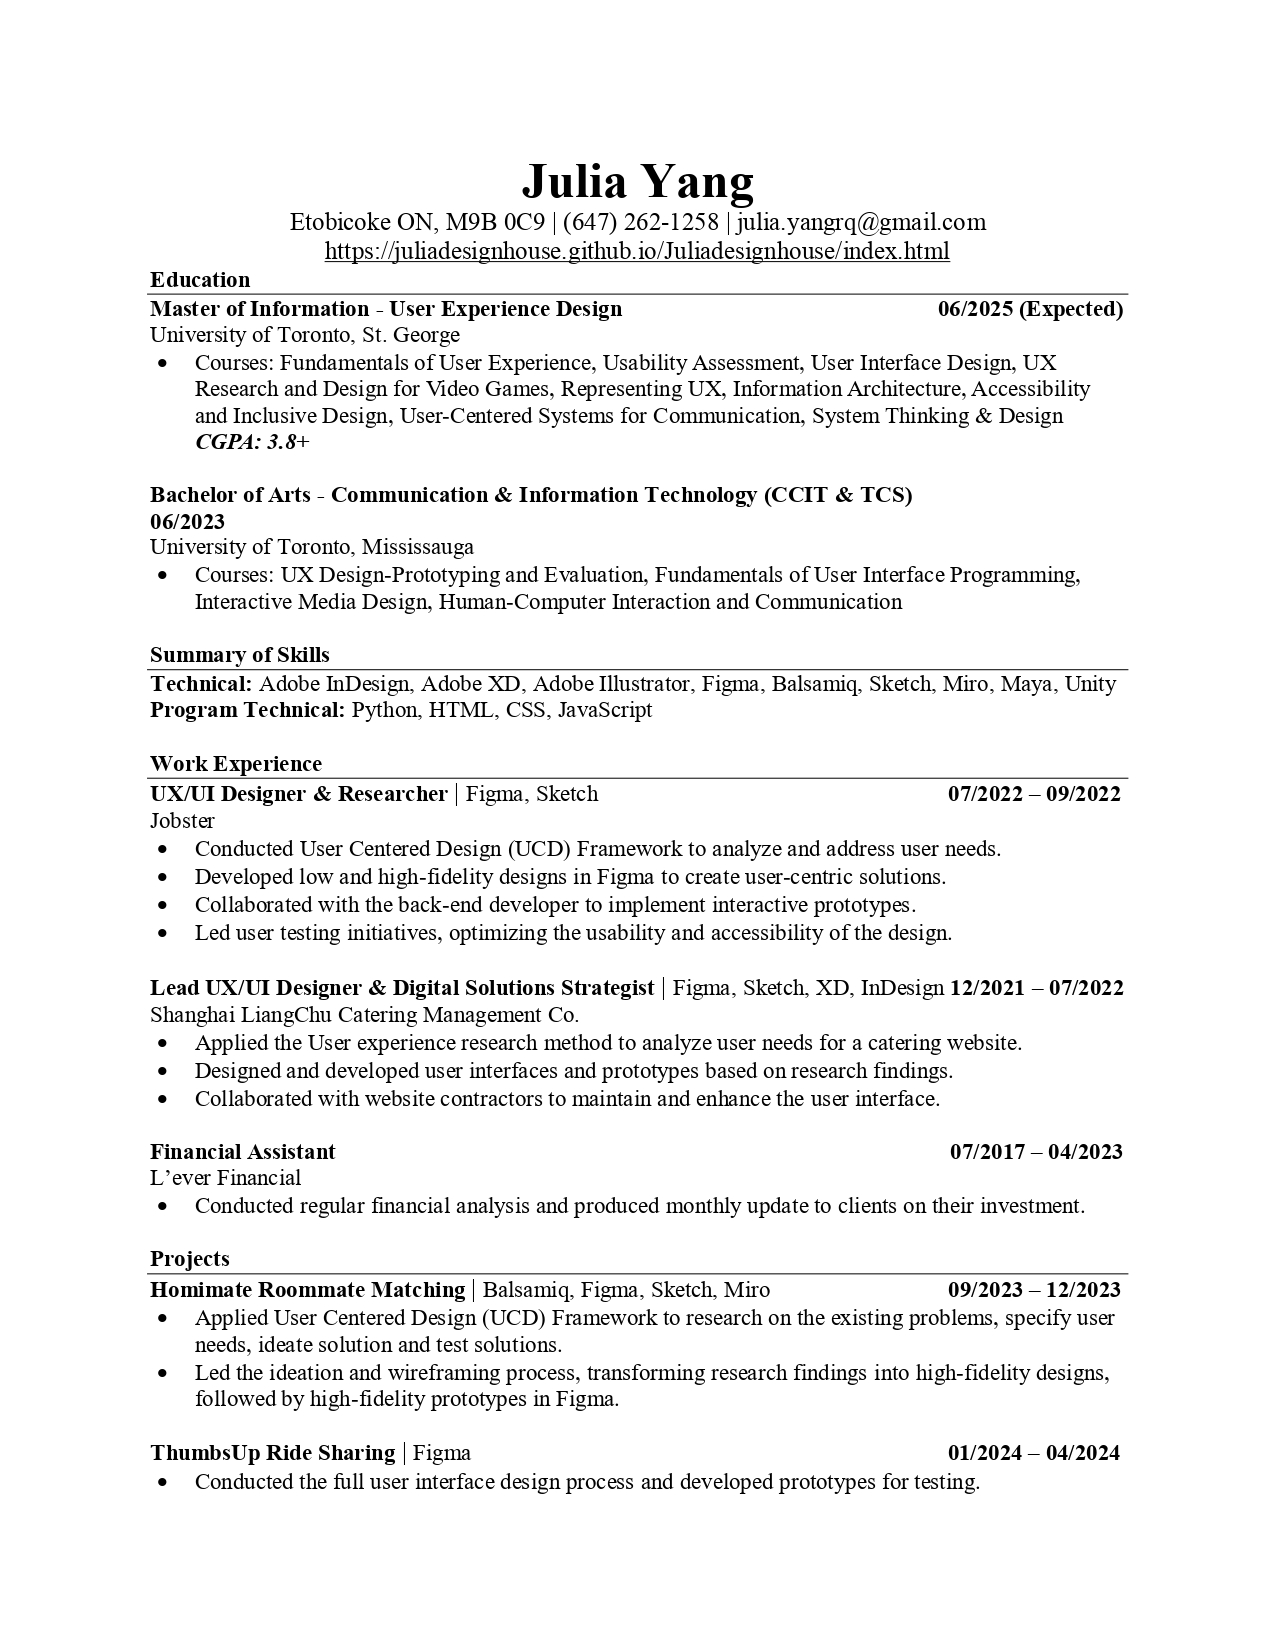 Julia Yang
Etobicoke ON, M9B 0C9 | (647) 262-1258 | julia.yangrq@gmail.com
https://juliadesignhouse.github.io/Juliadesignhouse/index.html
Education
Master of Information - User Experience Design 06/2025 (Expected)
University of Toronto, St. George
• Courses: Fundamentals of User Experience, Usability Assessment, User Interface Design, UX
Research and Design for Video Games, Representing UX, Information Architecture, Accessibility
and Inclusive Design, User-Centered Systems for Communication, System Thinking & Design
CGPA: 3.8+
Bachelor of Arts - Communication & Information Technology (CCIT & TCS)
06/2023
University of Toronto, Mississauga
• Courses: UX Design-Prototyping and Evaluation, Fundamentals of User Interface Programming,
Interactive Media Design, Human-Computer Interaction and Communication
Summary of Skills
Technical: Adobe InDesign, Adobe XD, Adobe Illustrator, Figma, Balsamiq, Sketch, Miro, Maya, Unity
Program Technical: Python, HTML, CSS, JavaScript
Work Experience
UX/UI Designer & Researcher | Figma, Sketch 07/2022 – 09/2022
Jobster
• Conducted User Centered Design (UCD) Framework to analyze and address user needs.
• Developed low and high-fidelity designs in Figma to create user-centric solutions.
• Collaborated with the back-end developer to implement interactive prototypes.
• Led user testing initiatives, optimizing the usability and accessibility of the design.
Lead UX/UI Designer & Digital Solutions Strategist | Figma, Sketch, XD, InDesign 12/2021 – 07/2022
Shanghai LiangChu Catering Management Co.
• Applied the User experience research method to analyze user needs for a catering website.
• Designed and developed user interfaces and prototypes based on research findings.
• Collaborated with website contractors to maintain and enhance the user interface.
Financial Assistant 07/2017 – 04/2023
L’ever Financial
• Conducted regular financial analysis and produced monthly update to clients on their investment.
Projects
Homimate Roommate Matching | Balsamiq, Figma, Sketch, Miro 09/2023 – 12/2023
• Applied User Centered Design (UCD) Framework to research on the existing problems, specify user
needs, ideate solution and test solutions.
• Led the ideation and wireframing process, transforming research findings into high-fidelity designs,
followed by high-fidelity prototypes in Figma.
ThumbsUp Ride Sharing | Figma 01/2024 – 04/2024
• Conducted the full user interface design process and developed prototypes for testing.